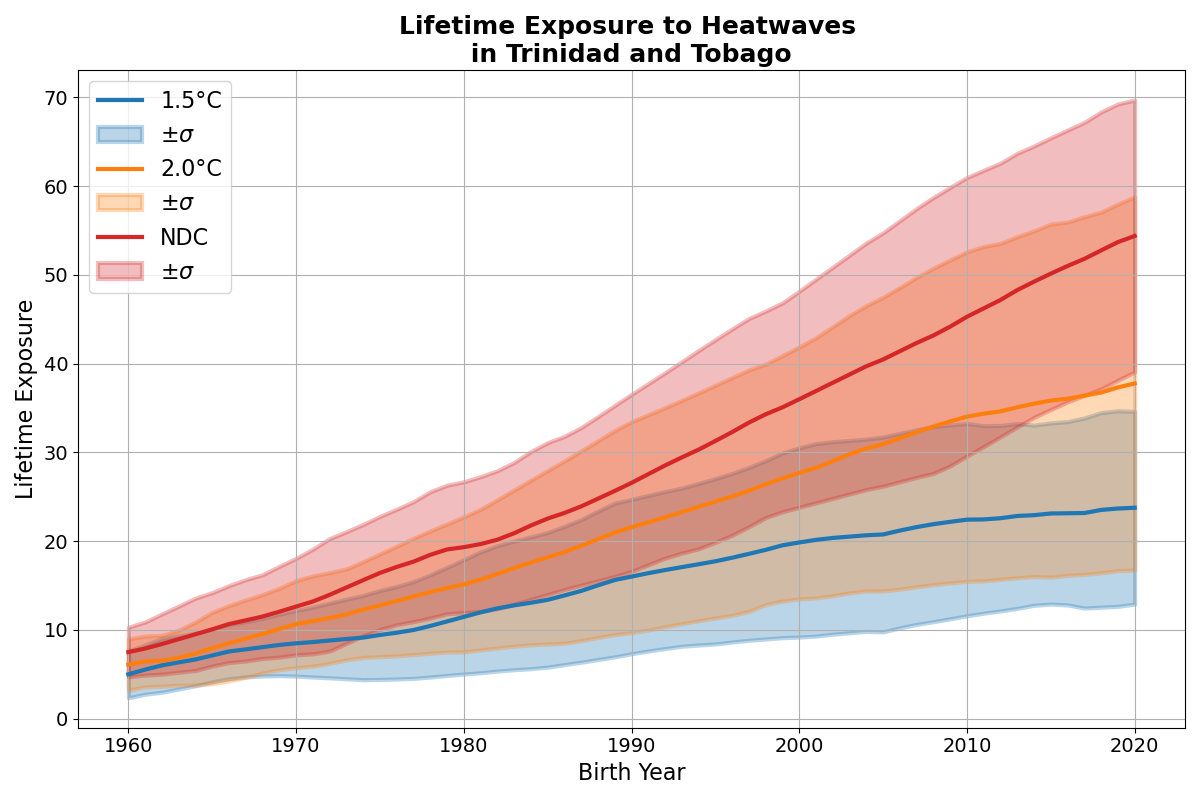 Lifetime Exposure to Heatwaves
in Trinidad and Tobago
1.5°C
±σ
2.0°C
±σ
NDC
±σ
Lifetime Exposure
70
60
50
40
30
20
10
0
1960
1970
1980
1990
2000
2010
2020
Birth Year